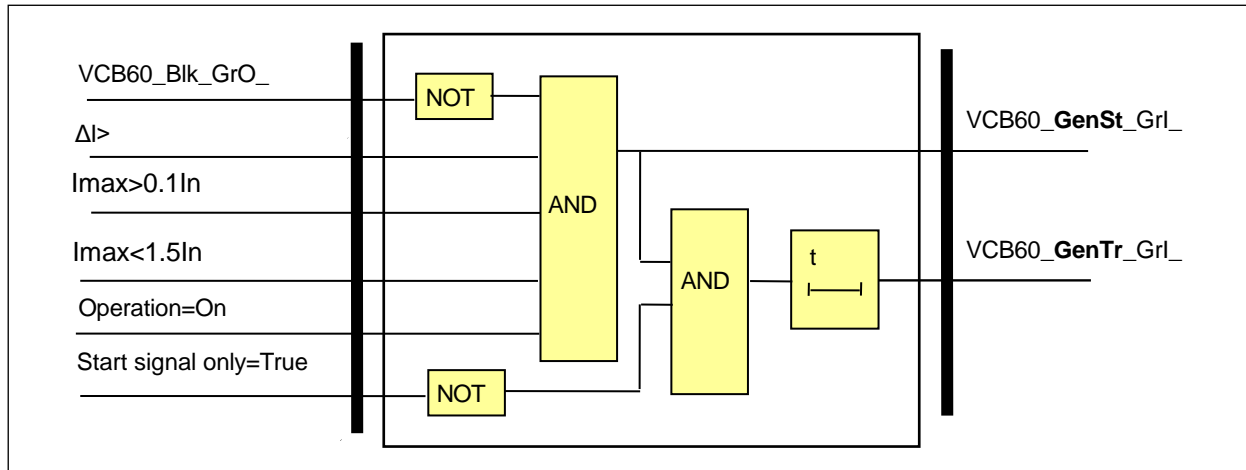 VCB60_Blk_GrO_
NOT
ΔI>
VCB60_GenSt_GrI_
Imax>0.1In
AND
Imax<1.5In
t
VCB60_GenTr_GrI_
AND
Operation=On
Start signal only=True
NOT